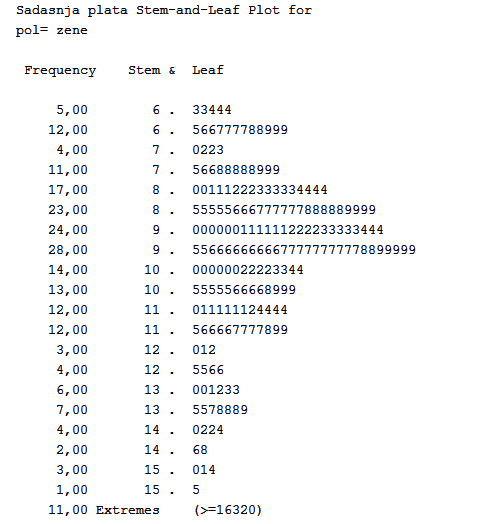 Sadasnja plata Stem-and-Leaf Plot for
pol= zene
Frequency Stem & Leaf
5,00 6 . 33444
12,00 6 . 566777788999
4,00 7 . 0223
11,00 7 . 56688888999
17,00 8 . 00111222333334444
23,00 8 . 55555666777777888889999
24,00 9 . 000000111111222233333444
28,00 9 . 5566666666677777777778899999
14,00 10 . 00000022223344
13,00 10 . 5555566668999
12,00 11 . 011111124444
12,00 11 . 566667777899
3,00 12 . 012
4,00 12 . 5566
6,00 13 . 001233
7,00 13 . 5578889
4,00 14 . 0224
2,00 14 . 68
3,00 15 . 014
1,00 15 . 5
11,00 Extremes (>=16320)